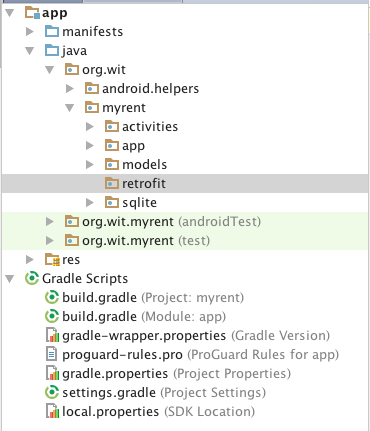 app
manifests
java
org.wit
android.helpers
myrent
activities
app
models
retrofit
sqlite
org.wit.myrent (androidTest)
org.wit.myrent (test)
res
Gradle Scripts
build.gradle (Project: myrent)
build.gradle (Module: app)
gradle-wrapper.properties (Gradle Version)
proguard-rules.pro (ProGuard Rules for app)
gradle.properties (Project Properties)
settings.gradle (Project Settings)
local.properties (SDK Location)